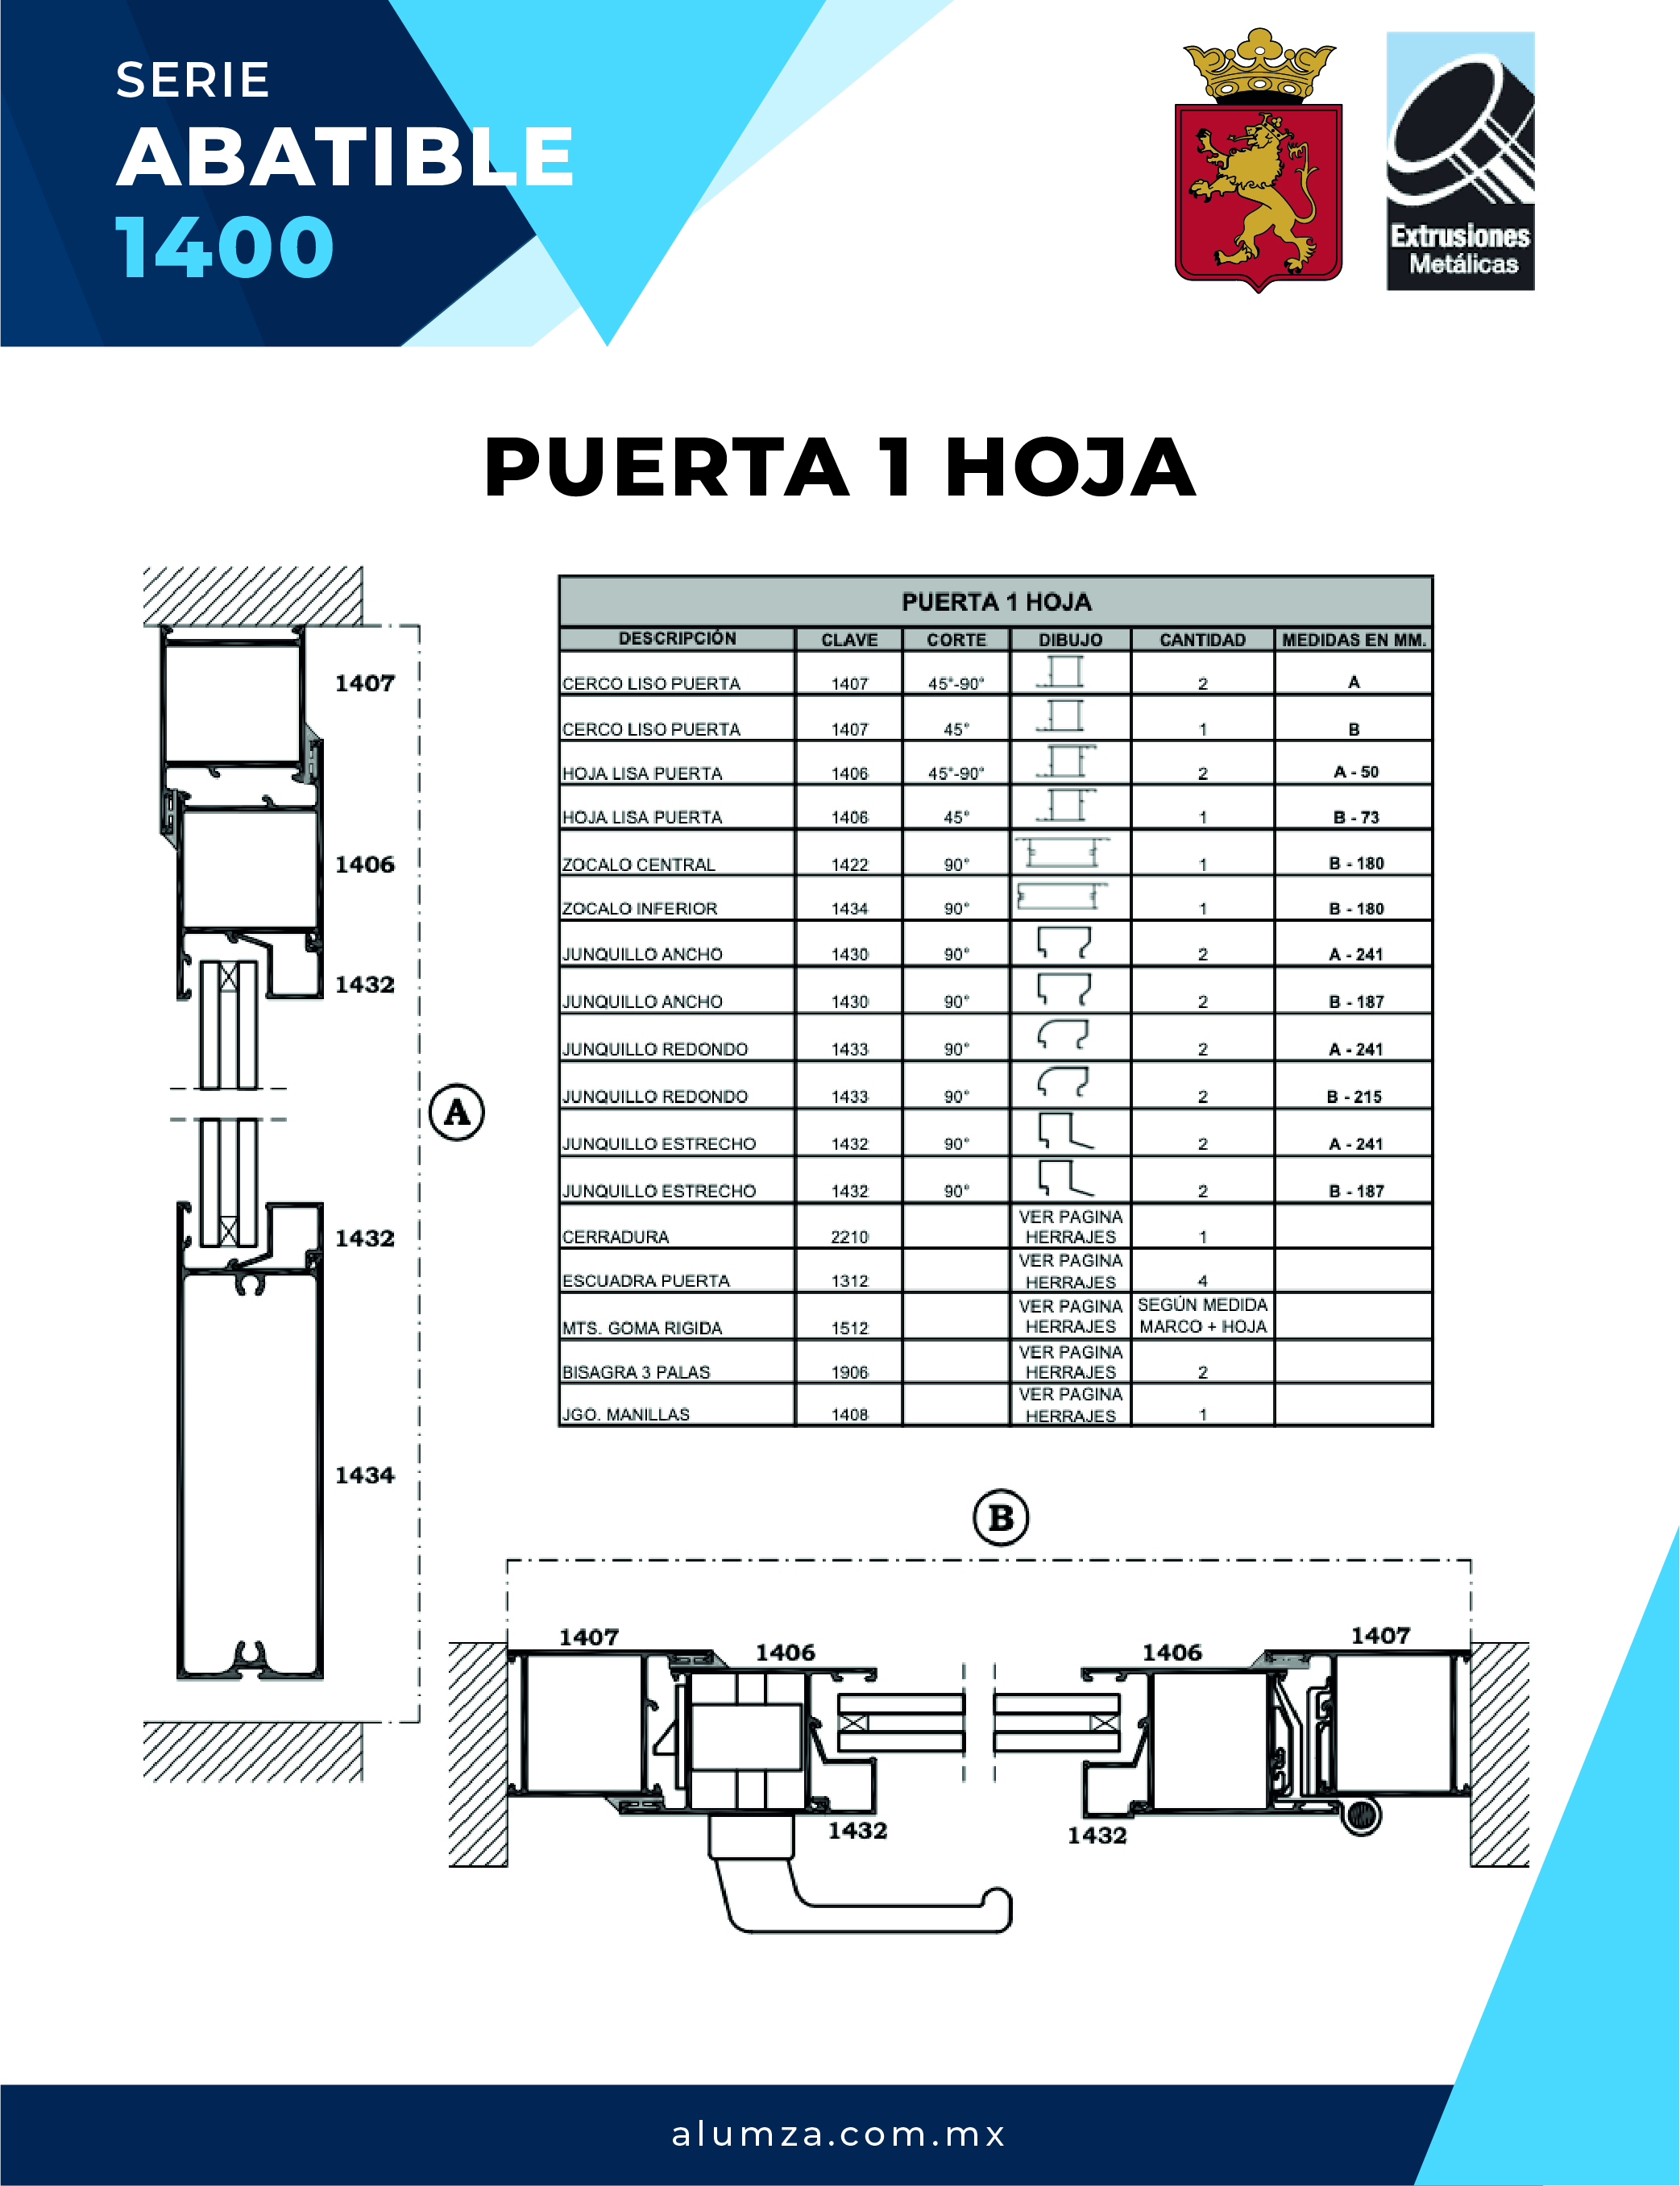 SERIE
ABATIBLE
1400
Extrusiones
Metálicas
PUERTA 1 HOJA
1407
1406
1432
A
1432
1434
PUERTA 1 HOJA
DESCRIPCIÓN CLAVE CORTE DIBUJO CANTIDAD MEDIDAS EN MM.
CERCO LISO PUERTA 1407 45°-90° 2 A
CERCO LISO PUERTA 1407 45° 1 B
HOJA LISA PUERTA 1406 45°-90° 2 A - 50
HOJA LISA PUERTA 1406 45° 1 B - 73
ZOCALO CENTRAL 1422 90° 1 B - 180
ZOCALO INFERIOR 1434 90° 1 B - 180
JUNQUILLO ANCHO 1430 90° 2 A - 241
JUNQUILLO ANCHO 1430 90° 2 B - 187
JUNQUILLO REDONDO 1433 90° 2 A - 241
JUNQUILLO REDONDO 1433 90° 2 B - 215
JUNQUILLO ESTRECHO 1432 90° 2 A - 241
JUNQUILLO ESTRECHO 1432 90° 2 B - 187
VER PAGINA
CERRADURA 2210 HERRAJES 1
VER PAGINA
ESCUADRA PUERTA 1312 HERRAJES 4
VER PAGINA SEGÚN MEDIDA
MTS. GOMA RIGIDA 1512 HERRAJES MARCO + HOJA
VER PAGINA
BISAGRA 3 PALAS 1906 HERRAJES 2
VER PAGINA
JGO. MANILLAS 1408 HERRAJES 1
B
1407 1406 1406 1407
1432 1432
alumza.com.mx